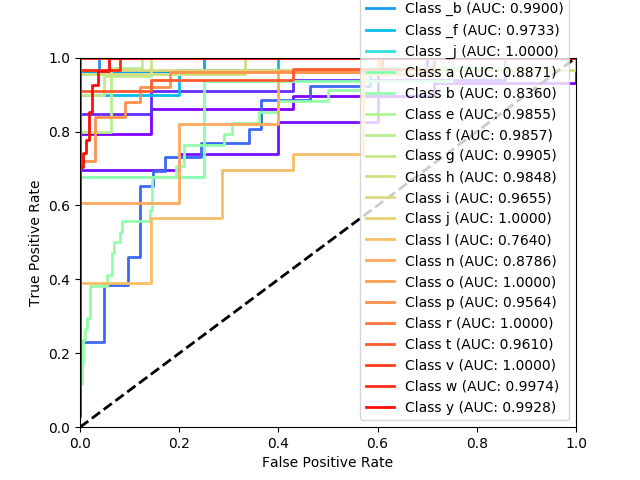 Class _b (AUC: 0.9900)
Class _f (AUC: 0.9733)
Class _j (AUC: 1.0000)
Class a (AUC: 0.8871)
Class b (AUC: 0.8360)
Class e (AUC: 0.9855)
Class f (AUC: 0.9857)
Class g (AUC: 0.9905)
Class h (AUC: 0.9848)
Class i (AUC: 0.9655)
Class j (AUC: 1.0000)
Class l (AUC: 0.7640)
Class n (AUC: 0.8786)
Class o (AUC: 1.0000)
Class p (AUC: 0.9564)
Class r (AUC: 1.0000)
Class t (AUC: 0.9610)
Class v (AUC: 1.0000)
Class w (AUC: 0.9974)
Class y (AUC: 0.9928)
True Positive Rate
1.0
0.8
0.6
0.4
0.2
0.0
0.0 0.2 0.4 0.6 0.8 1.0
False Positive Rate